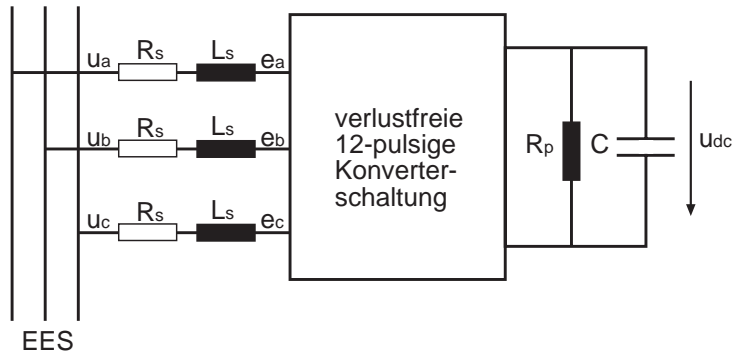 ua Rs Ls ea
ub Rs Ls eb
uc Rs Ls ec
verlustfreie
12-pulsige
Konverter-
schaltung
Rp C udc
EES